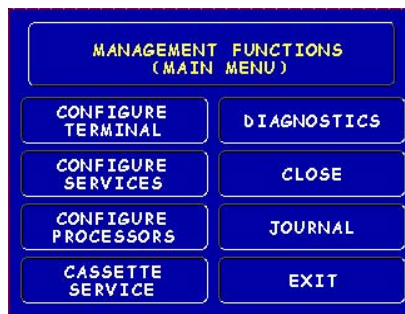 MANAGEMENT FUNCTIONS
(MAIN MENU)
CONFIGURE
TERMINAL
DIAGNOSTICS
CONFIGURE
SERVICES
CLOSE
CONFIGURE
PROCESSORS
JOURNAL
CASSETTE
SERVICE
EXIT